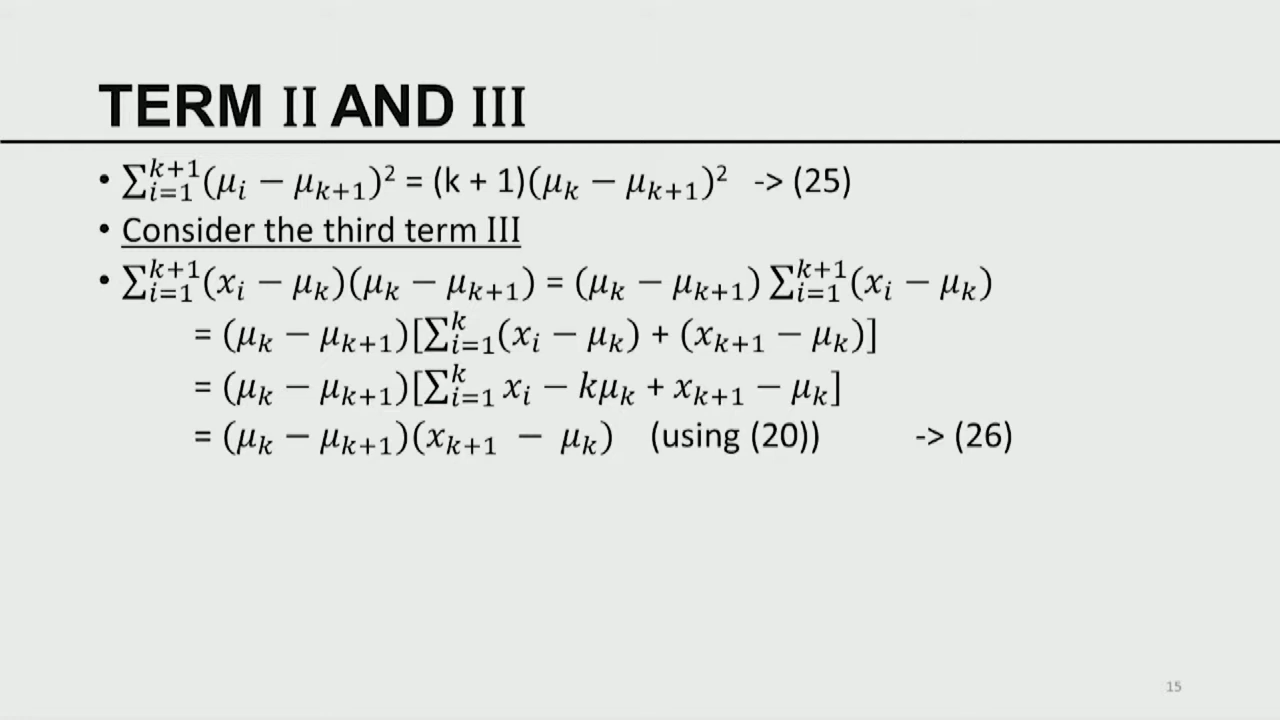 TERM II AND III
• ∑_{i=1}^{k+1}(μ_i − μ_{k+1})² = (k + 1)(μ_k − μ_{k+1})² -> (25)
• Consider the third term III
• ∑_{i=1}^{k+1}(x_i − μ_k)(μ_k − μ_{k+1}) = (μ_k − μ_{k+1}) ∑_{i=1}^{k+1}(x_i − μ_k)
= (μ_k − μ_{k+1})[∑_{i=1}^{k}(x_i − μ_k) + (x_{k+1} − μ_k)]
= (μ_k − μ_{k+1})[∑_{i=1}^{k} x_i − kμ_k + x_{k+1} − μ_k]
= (μ_k − μ_{k+1})(x_{k+1} − μ_k) (using (20)) -> (26)
15